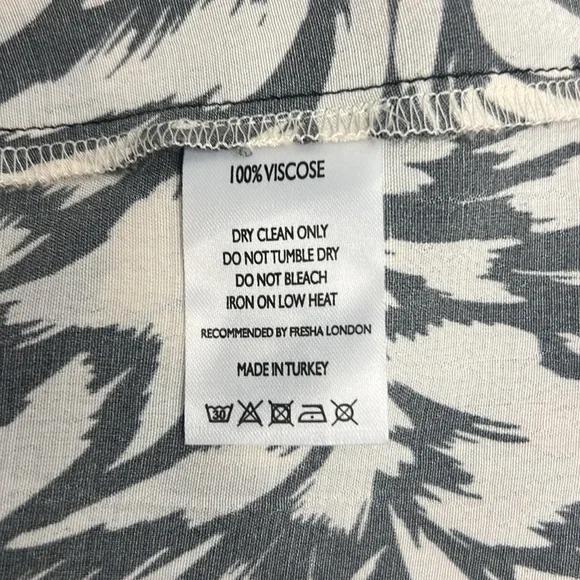 100% VISCOSE
DRY CLEAN ONLY
DO NOT TUMBLE DRY
DO NOT BLEACH
IRON ON LOW HEAT
RECOMMENDED BY FRESHA LONDON
MADE IN TURKEY
30